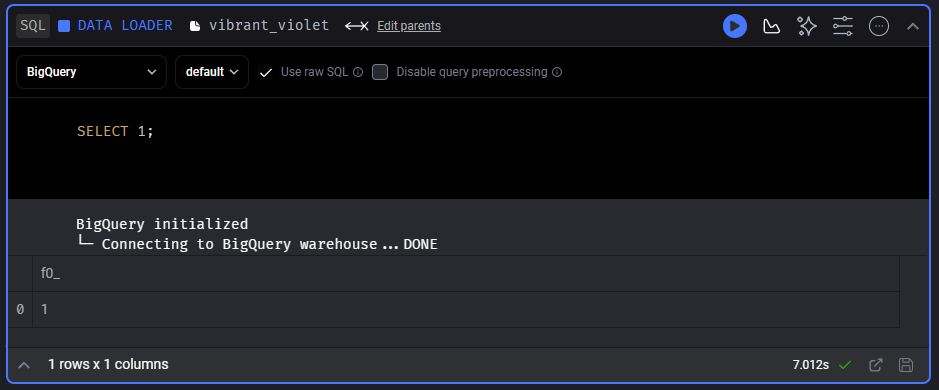 SQL DATA LOADER vibrant_violet Edit parents
BigQuery default Use raw SQL Disable query preprocessing
SELECT 1;
BigQuery initialized
└─ Connecting to BigQuery warehouse...DONE
f0_
0 1
1 rows x 1 columns 7.012s